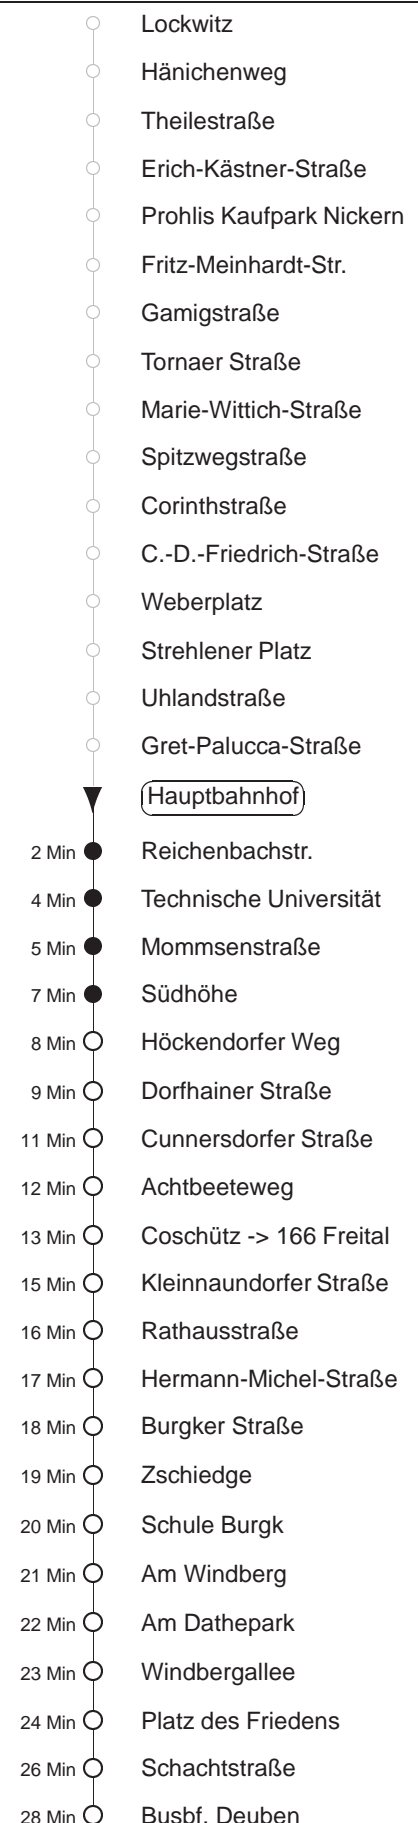 Lockwitz
Hänichenweg
Theilestraße
Erich-Kästner-Straße
Prohlis Kaufpark Nickern
Fritz-Meinhardt-Str.
Gamigstraße
Tornaer Straße
Marie-Wittich-Straße
Spitzwegstraße
Corinthstraße
C.-D.-Friedrich-Straße
Weberplatz
Strehlener Platz
Uhlandstraße
Gret-Palucca-Straße
Hauptbahnhof
2 Min Reichenbachstr.
4 Min Technische Universität
5 Min Mommsenstraße
7 Min Südhöhe
8 Min Höckendorfer Weg
9 Min Dorfhainer Straße
11 Min Cunnersdorfer Straße
12 Min Achtbeeteweg
13 Min Coschütz -> 166 Freital
15 Min Kleinnaundorfer Straße
16 Min Rathausstraße
17 Min Hermann-Michel-Straße
18 Min Burgker Straße
19 Min Zschiedge
20 Min Schule Burgk
21 Min Am Windberg
22 Min Am Dathepark
23 Min Windbergallee
24 Min Platz des Friedens
26 Min Schachtstraße
28 Min Busbf. Deuben